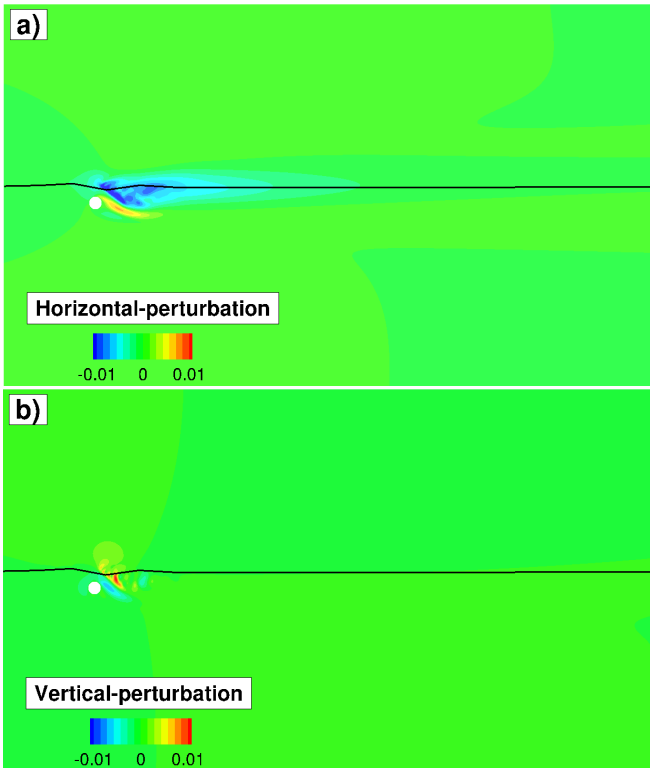 a)
Horizontal-perturbation
-0.01 0 0.01
b)
Vertical-perturbation
-0.01 0 0.01